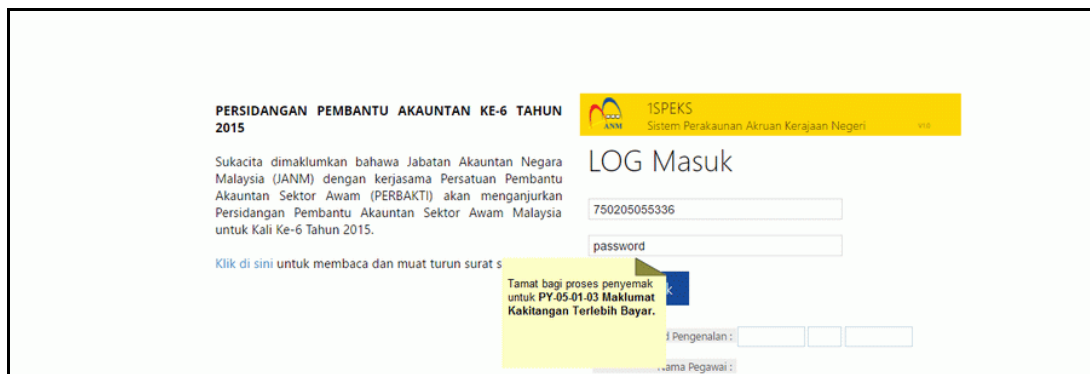 PERSIDANGAN PEMBANTU AKAUNTAN KE-6 TAHUN
2015
Sukacita dimaklumkan bahawa Jabatan Akauntan Negara
Malaysia (JANM) dengan kerjasama Persatuan Pembantu
Akauntan Sektor Awam (PERBAKTI) akan menganjurkan
Persidangan Pembantu Akauntan Sektor Awam Malaysia
untuk Kali Ke-6 Tahun 2015.
Klik di sini untuk membaca dan muat turun surat s
ANM
1SPEKS
Sistem Perakaunan Akruan Kerajaan Negeri
LOG Masuk
750205055336
password
k
Tamat bagi proses penyemak
untuk PY-05-01-03 Maklumat
Kakitangan Terlebih Bayar.
d Pengenalan :
Nama Pegawai :